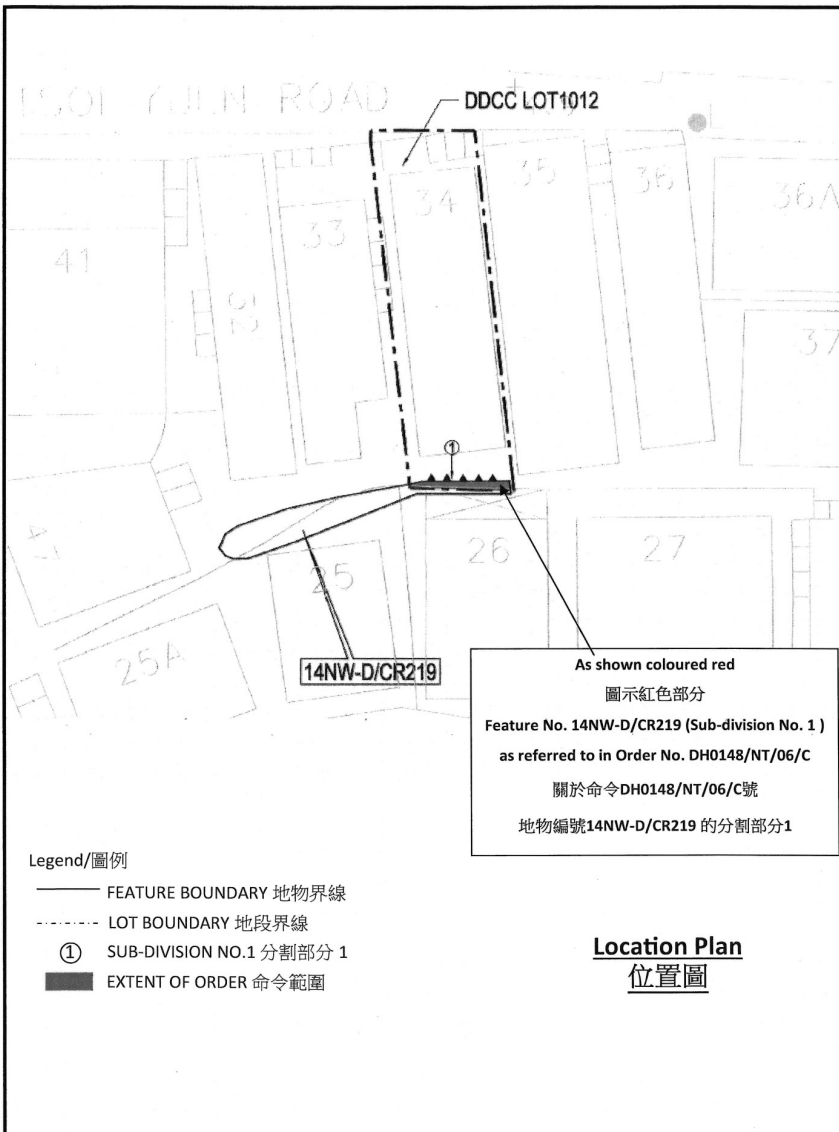 TSOI YUEN ROAD
DDCC LOT1012
41
32
33
34
35
36
36A
37
①
47
25
26
27
25A
14NW-D/CR219
As shown coloured red
圖示紅色部分
Feature No. 14NW-D/CR219 (Sub-division No. 1 )
as referred to in Order No. DH0148/NT/06/C
關於命令DH0148/NT/06/C號
地物編號14NW-D/CR219 的分割部分1
Legend/圖例
FEATURE BOUNDARY 地物界線
LOT BOUNDARY 地段界線
① SUB-DIVISION NO.1 分割部分 1
EXTENT OF ORDER 命令範圍
Location Plan
位置圖